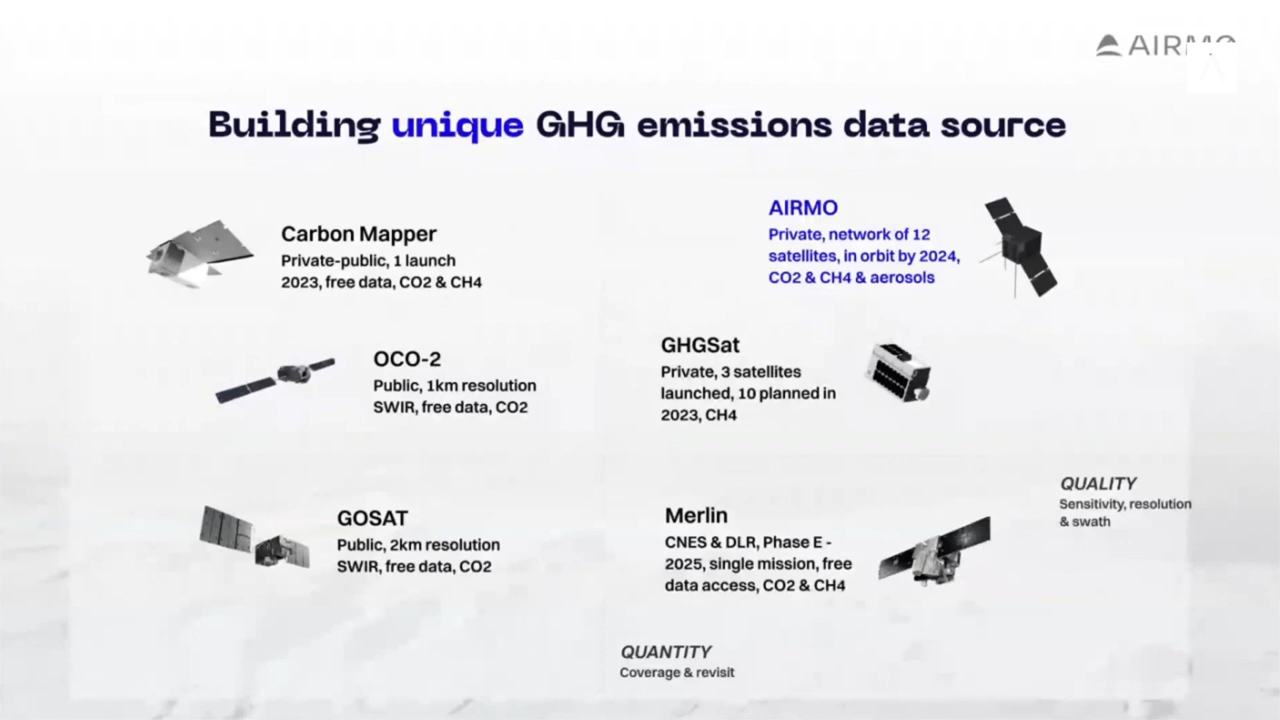 AIRMO
Building unique GHG emissions data source
Carbon Mapper
Private-public, 1 launch
2023, free data, CO2 & CH4
AIRMO
Private, network of 12
satellites, in orbit by 2024,
CO2 & CH4 & aerosols
OCO-2
Public, 1km resolution
SWIR, free data, CO2
GHGSat
Private, 3 satellites
launched, 10 planned in
2023, CH4
GOSAT
Public, 2km resolution
SWIR, free data, CO2
Merlin
CNES & DLR, Phase E -
2025, single mission, free
data access, CO2 & CH4
QUALITY
Sensitivity, resolution
& swath
QUANTITY
Coverage & revisit